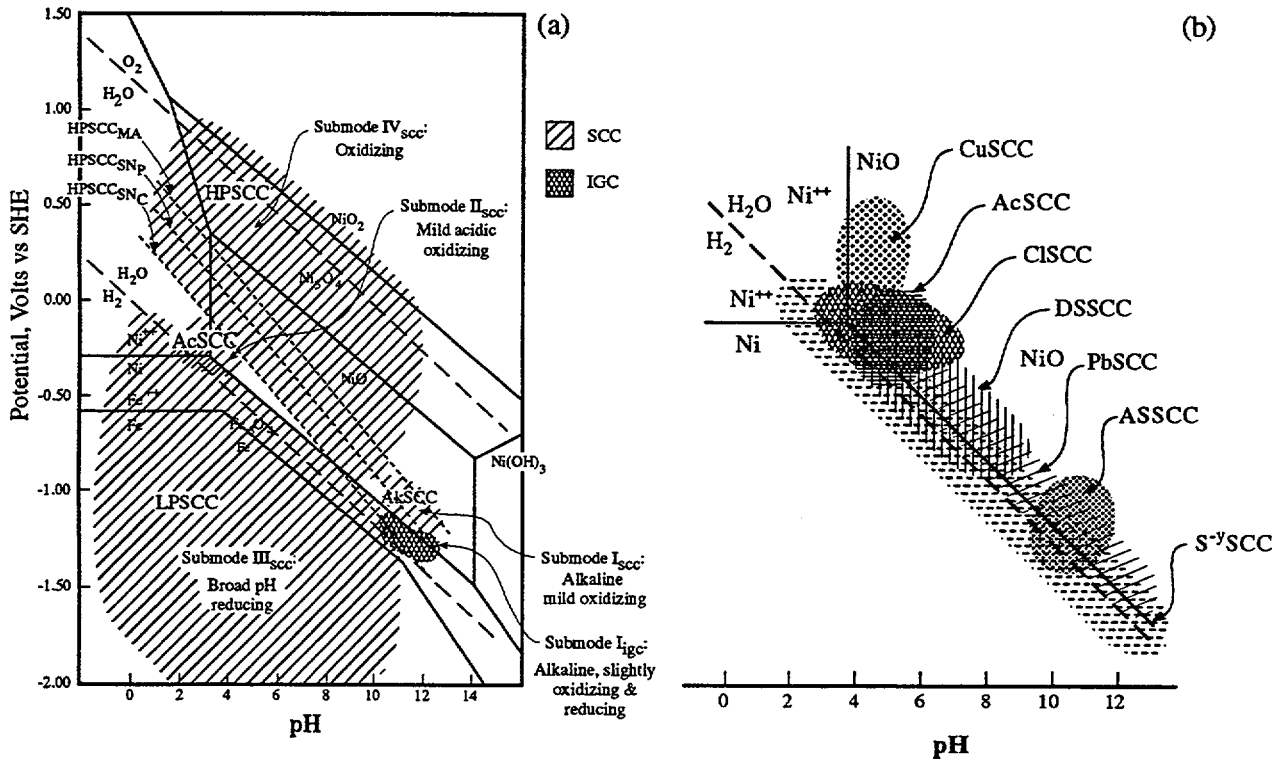 (a)
1.50
1.00
0.50
0.00
-0.50
-1.00
-1.50
-2.00
Potential, Volts vs SHE
O2
H2O
HPSCCMA
HPSCCSNP
HPSCCSNC
H2O
H2
HPSCC
Submode IVscc:
Oxidizing
Submode IIscc:
Mild acidic
oxidizing
NiO2
Ni3O4
NiO
AcSCC
Ni++
Ni
Fe++
Fe
Fe
Ni(OH)3
AkSCC
LPSCC
Submode IIIscc:
Broad pH
reducing
Submode Iscc:
Alkaline
mild oxidizing
Submode Iigc:
Alkaline, slightly
oxidizing &
reducing
0 2 4 6 8 10 12 14
pH
SCC
IGC
(b)
NiO
Ni++
H2O
H2
Ni++
Ni
CuSCC
AcSCC
ClSCC
DSSCC
NiO
PbSCC
ASSCC
S-ySCC
0 2 4 6 8 10 12
pH